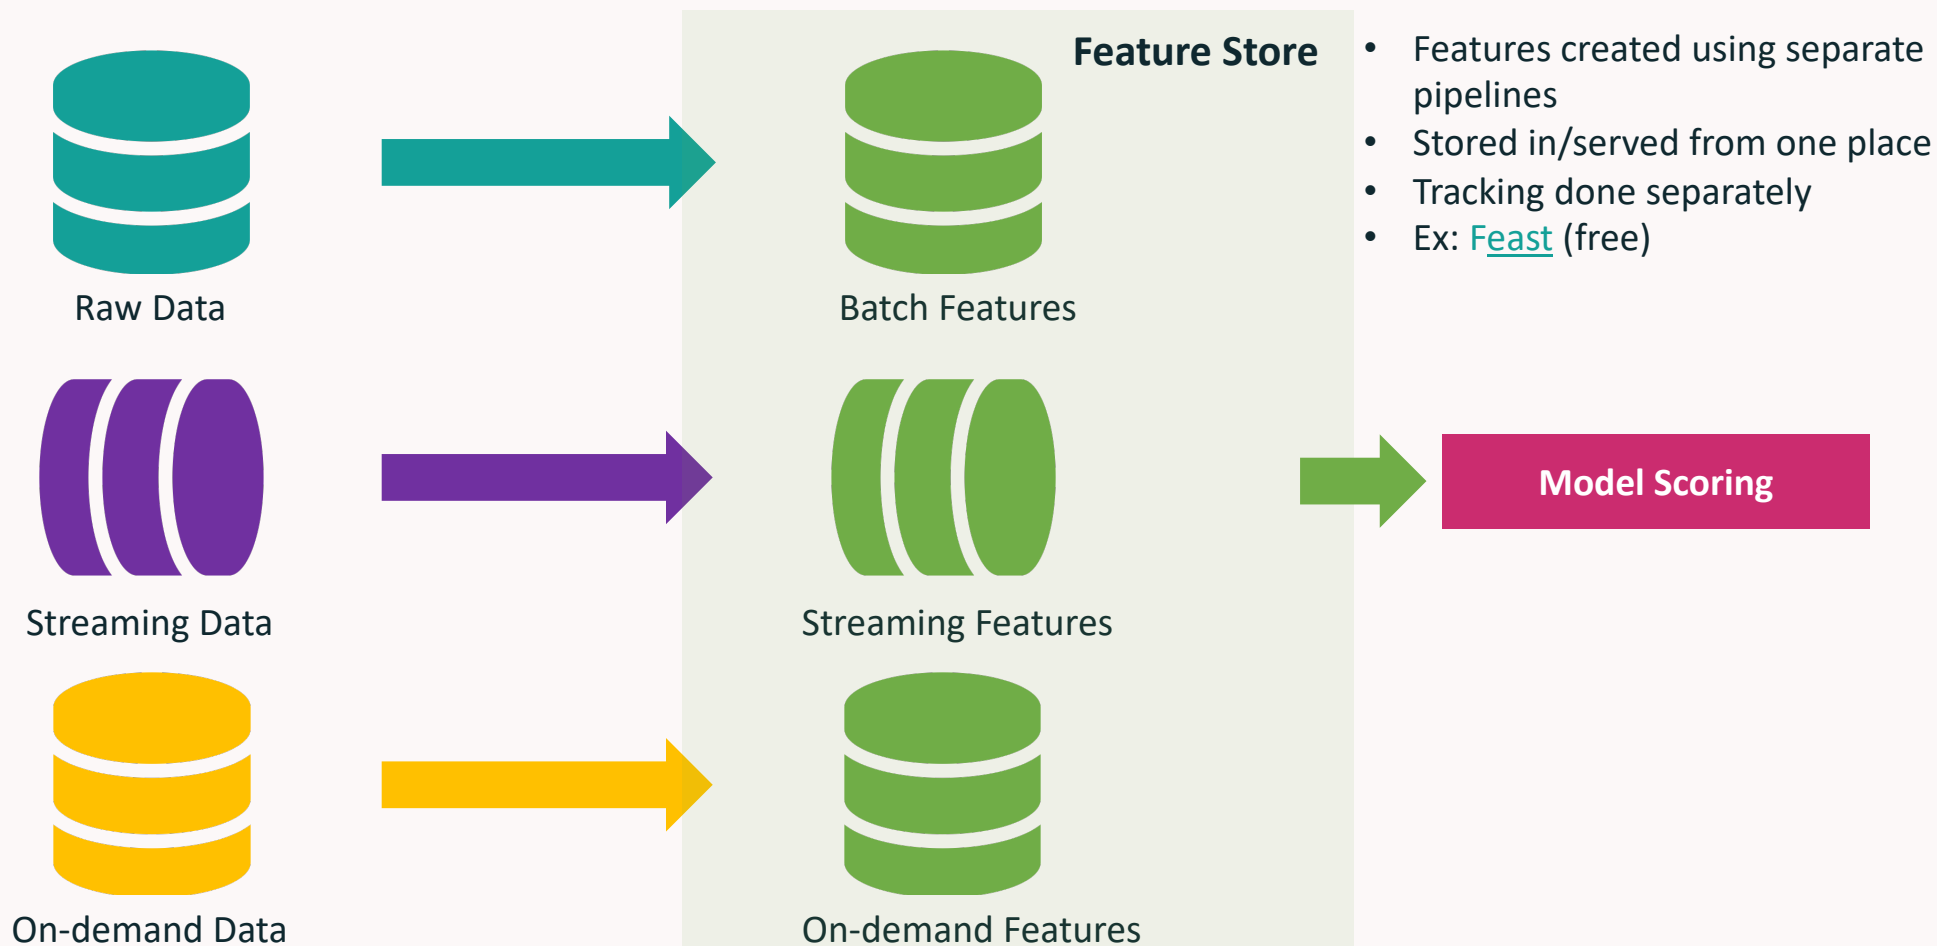 Feature Store
• Features created using separate
pipelines
• Stored in/served from one place
• Tracking done separately
• Ex: Feast (free)
Raw Data
Batch Features
Model Scoring
Streaming Data
Streaming Features
On-demand Data
On-demand Features